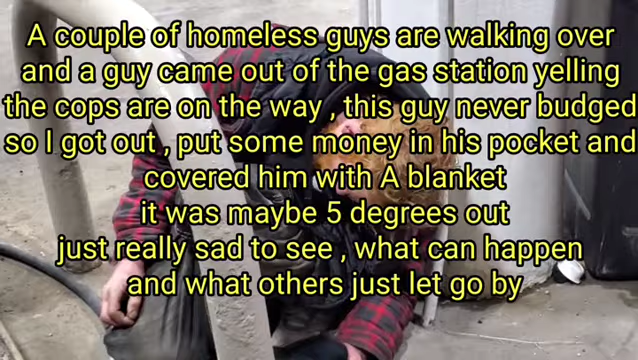 A couple of homeless guys are walking over
and a guy came out of the gas station yelling
the cops are on the way , this guy never budged
so I got out , put some money in his pocket and
covered him with A blanket
it was maybe 5 degrees out
just really sad to see , what can happen
and what others just let go by